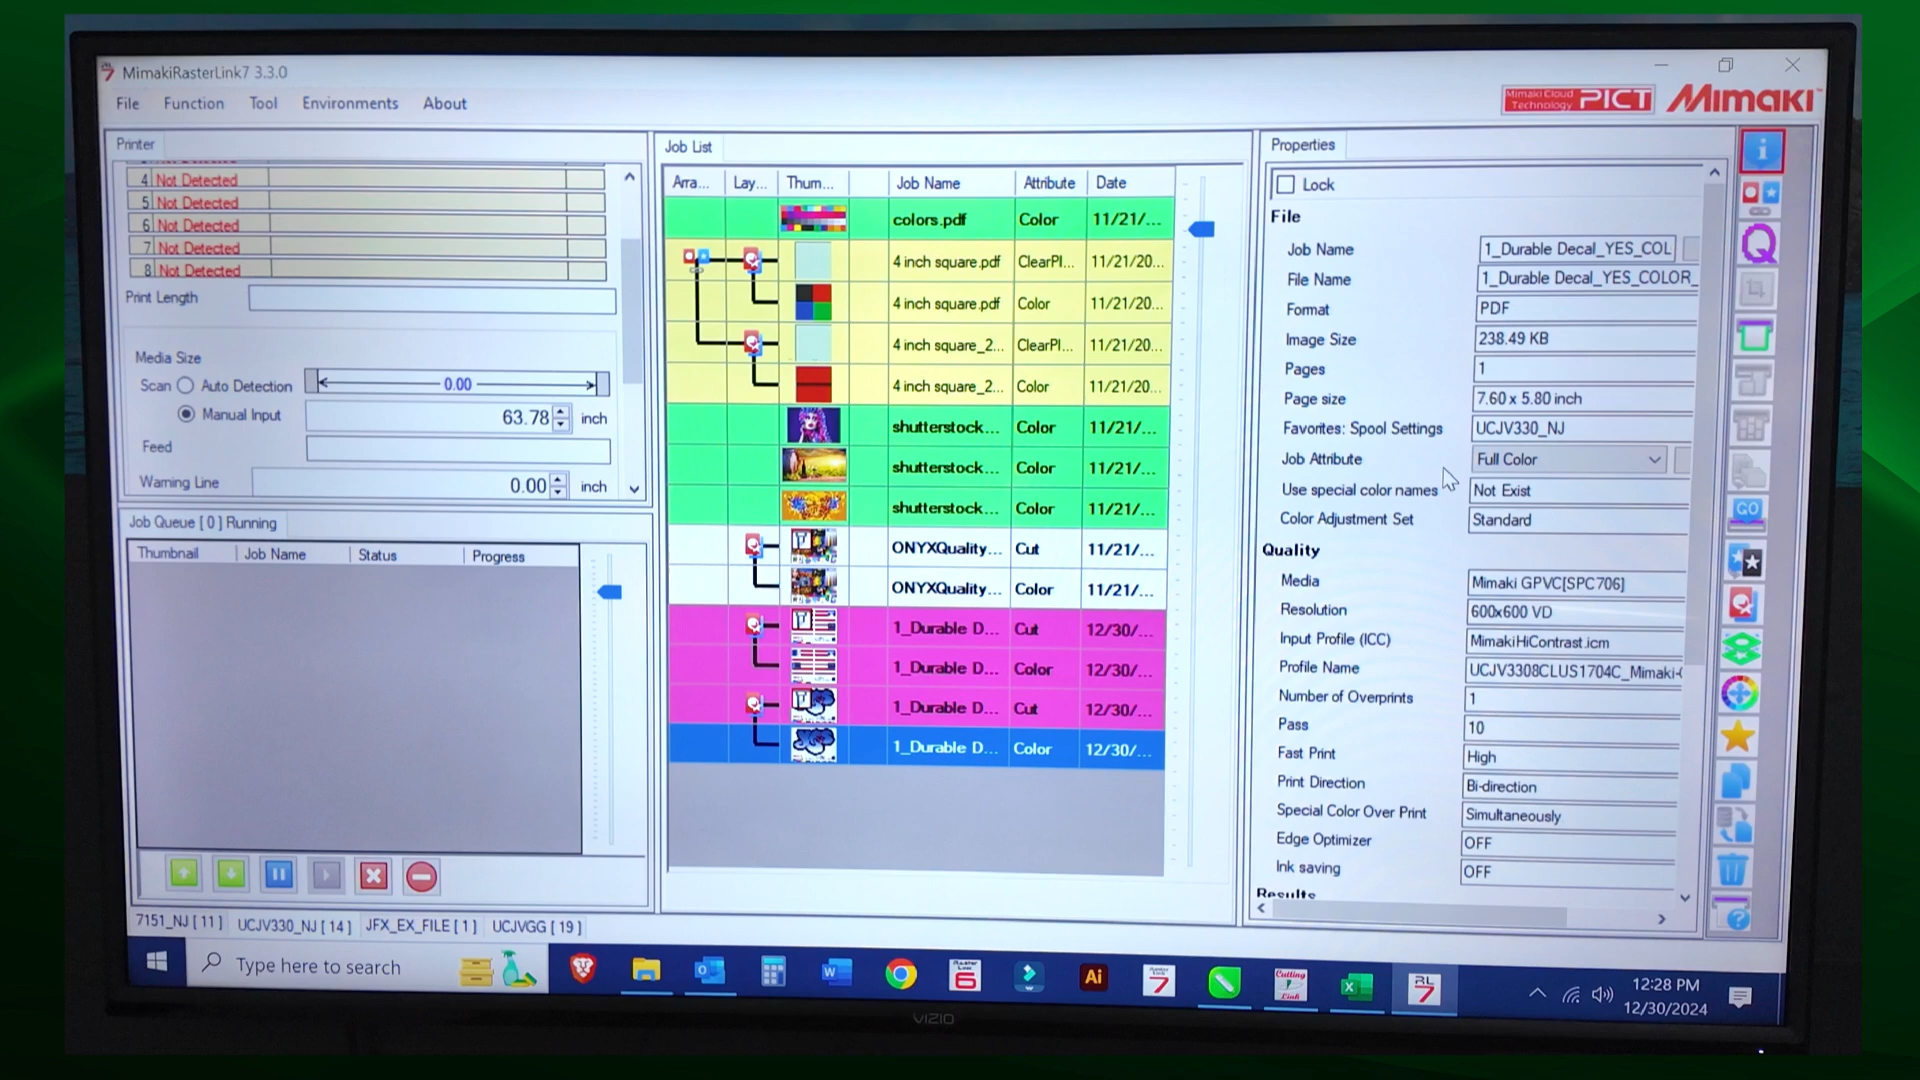 MimakiRasterLink7 3.3.0
File Function Tool Environments About
Mimaki Cloud Technology PICT Mimaki
Printer
4 Not Detected
5 Not Detected
6 Not Detected
7 Not Detected
8 Not Detected
Print Length
Media Size
Scan Auto Detection 0.00
Manual Input 63.78 inch
Feed
Warning Line 0.00 inch
Job Queue [ 0 ] Running
Thumbnail Job Name Status Progress
7151_NJ [ 11 ] UCJV330_NJ [ 14 ] JFX_EX_FILE [ 1 ] UCJVGG [ 19 ]
Job List
Arra... Lay... Thum... Job Name Attribute Date
colors.pdf Color 11/21/...
4 inch square.pdf ClearPl... 11/21/20...
4 inch square.pdf Color 11/21/20...
4 inch square_2... ClearPl... 11/21/20...
4 inch square_2... Color 11/21/20...
shutterstock... Color 11/21/...
shutterstock... Color 11/21/...
shutterstock... Color 11/21/...
ONYXQuality... Cut 11/21/...
ONYXQuality... Color 11/21/...
1_Durable D... Cut 12/30/...
1_Durable D... Color 12/30/...
1_Durable D... Cut 12/30/...
1_Durable D... Color 12/30/...
Properties
Lock
File
Job Name 1_Durable Decal_YES_COL
File Name 1_Durable Decal_YES_COLOR_
Format PDF
Image Size 238.49 KB
Pages 1
Page size 7.60 x 5.80 inch
Favorites: Spool Settings UCJV330_NJ
Job Attribute Full Color
Use special color names Not Exist
Color Adjustment Set Standard
Quality
Media Mimaki GPVC[SPC706]
Resolution 600x600 VD
Input Profile (ICC) MimakiHiContrast.icm
Profile Name UCJV3308CLUS1704C_Mimaki-
Number of Overprints 1
Pass 10
Fast Print High
Print Direction Bi-direction
Special Color Over Print Simultaneously
Edge Optimizer OFF
Ink saving OFF
Results
GO
Type here to search
Ai
Cutting Link
RL 7
12:28 PM
12/30/2024
VIZIO